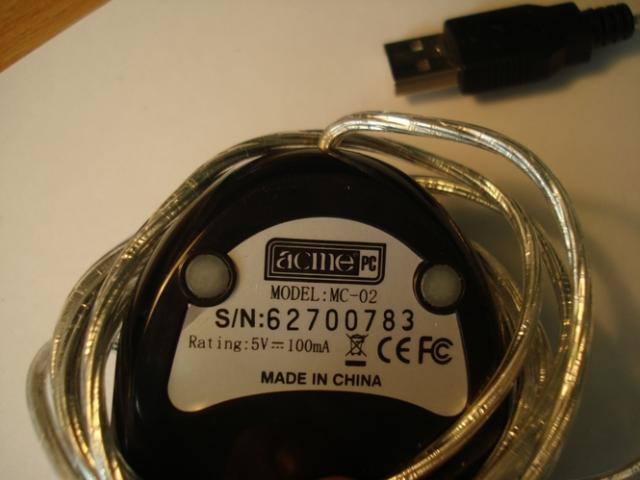 acme PC
MODEL:MC-02
S/N:62700783
Rating:5V⎓100mA CE FC
MADE IN CHINA